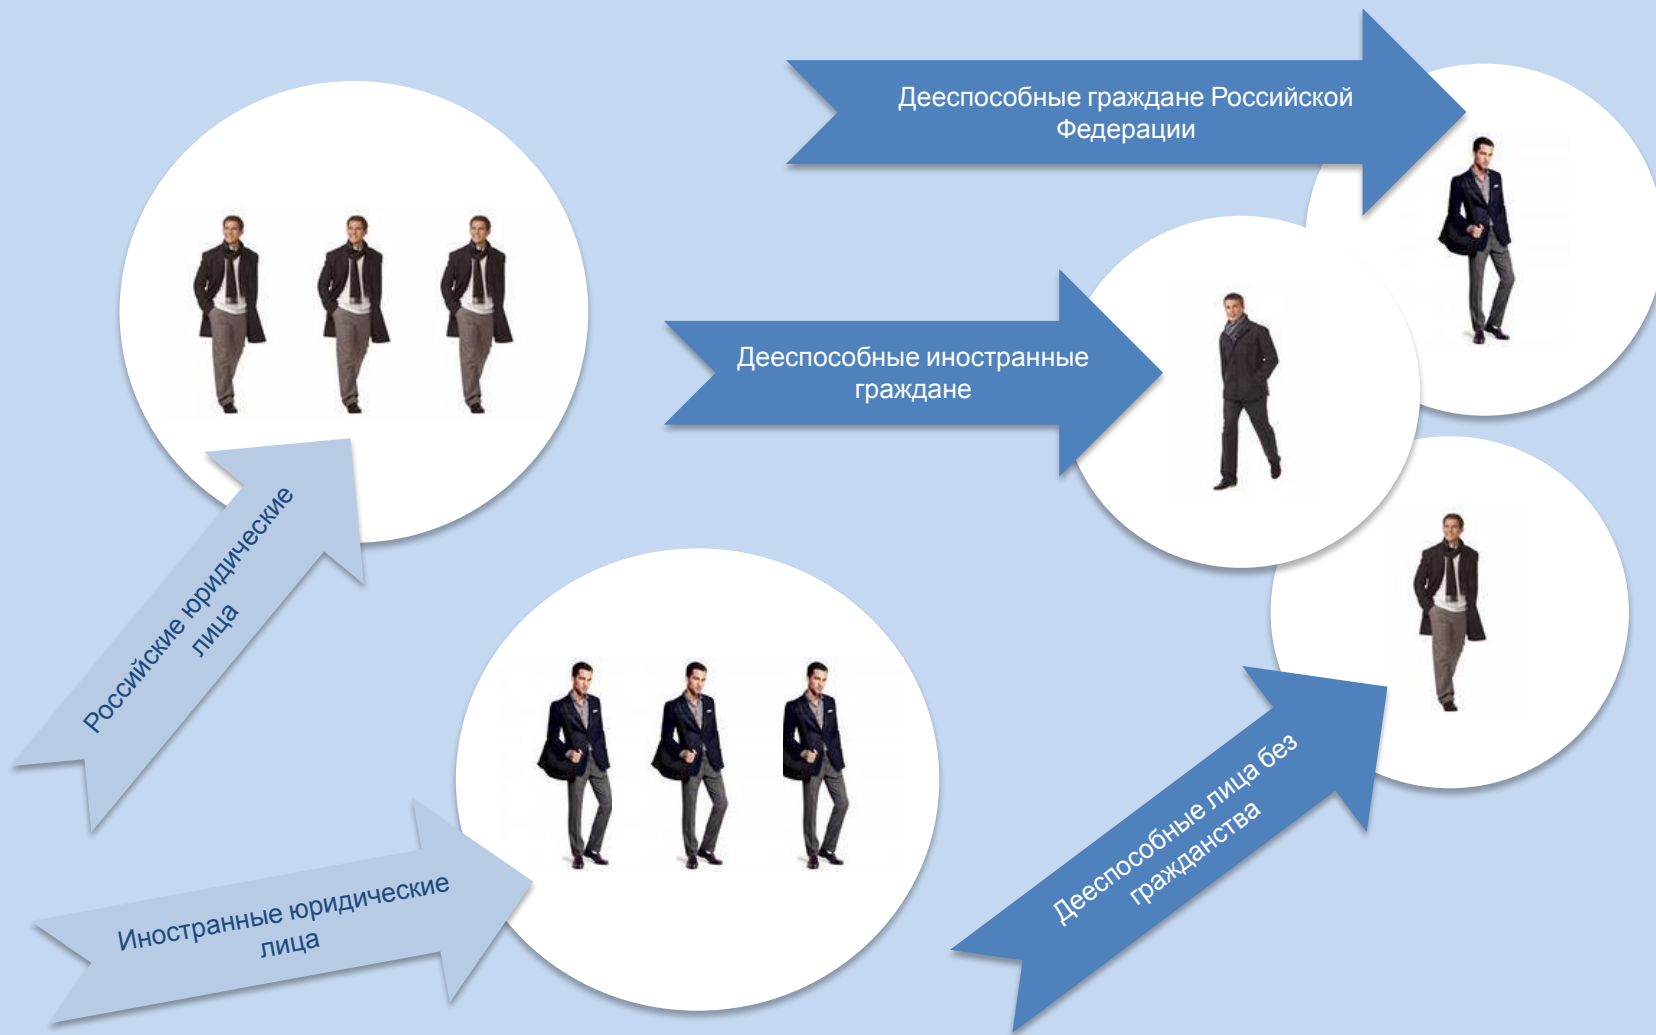 Дееспособные граждане Российской
Федерации
Дееспособные иностранные
граждане
Российские юридические
лица
Дееспособные лица без
гражданства
Иностранные юридические
лица